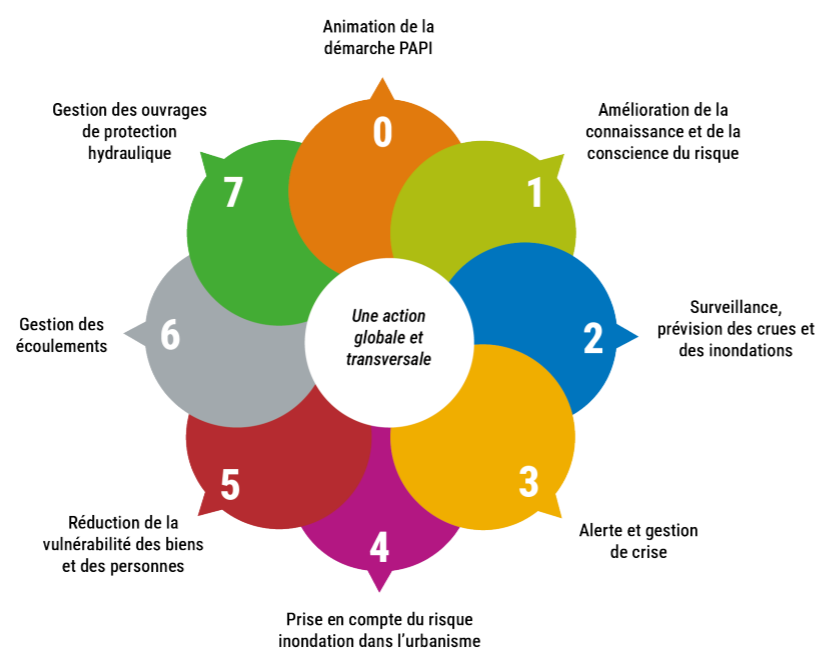 Animation de la
démarche PAPI
0
Amélioration de la
connaissance et de la
conscience du risque
1
Surveillance,
prévision des crues et
des inondations
2
Alerte et gestion
de crise
3
Prise en compte du risque
inondation dans l'urbanisme
4
Réduction de la
vulnérabilité des biens
et des personnes
5
Gestion des
écoulements
6
Gestion des ouvrages
de protection
hydraulique
7
Une action
globale et
transversale